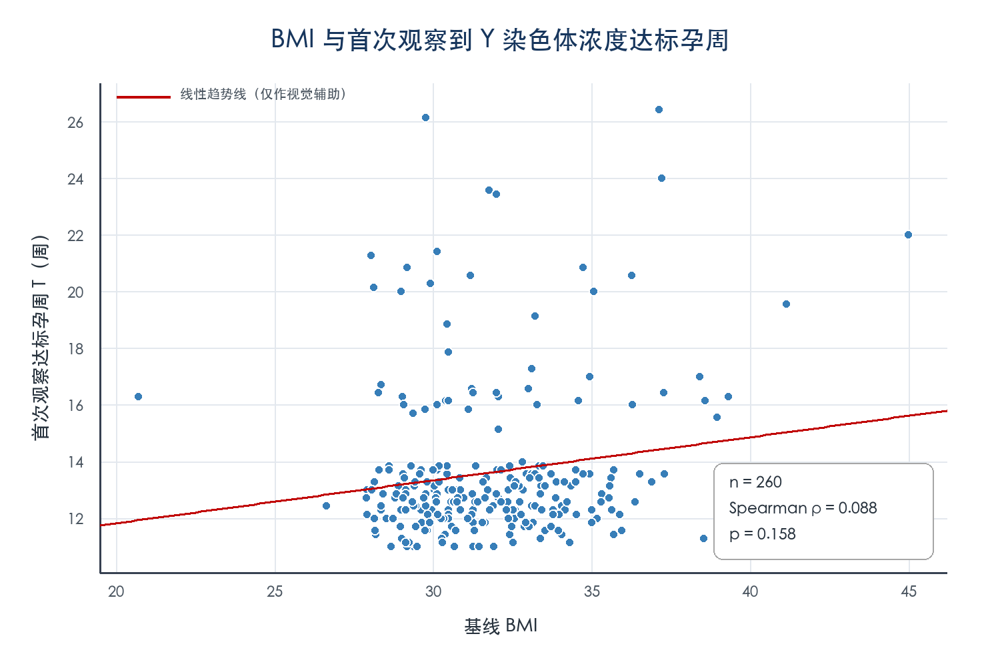 BMI 与首次观察到 Y 染色体浓度达标孕周
线性趋势线（仅作视觉辅助）
首次观察达标孕周 T（周）
26
24
22
20
18
16
14
12
n = 260
Spearman ρ = 0.088
p = 0.158
20
25
30
35
40
45
基线 BMI